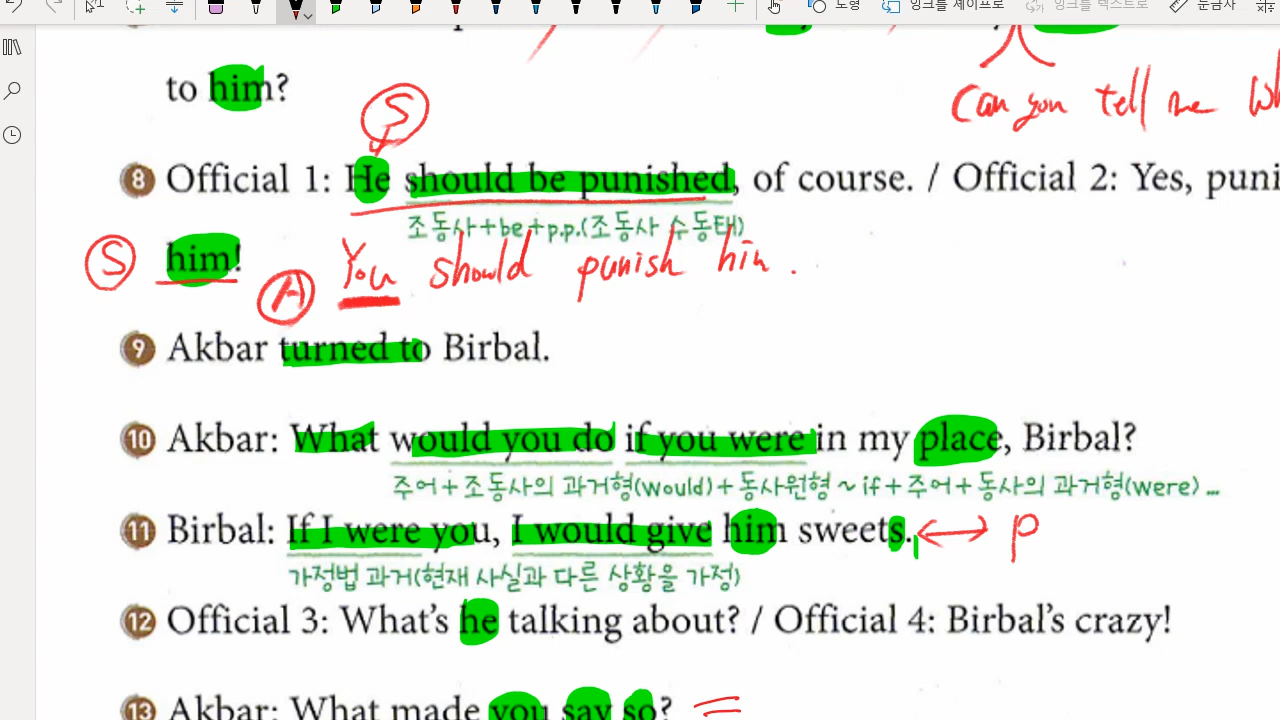 도형 잉크를 셰이프로 잉크를 텍스트로 눈금자
to him?
S
can you tell me
8 Official 1: He should be punished, of course. / Official 2: Yes, puni
조동사+be+p.p.(조동사 수동태)
S him! A You should punish him.
9 Akbar turned to Birbal.
10 Akbar: What would you do if you were in my place, Birbal?
주어+조동사의 과거형(would)+동사원형~if+주어+동사의 과거형(were)...
11 Birbal: If I were you, I would give him sweets. ↔ P
가정법 과거(현재 사실과 다른 상황을 가정)
12 Official 3: What's he talking about? / Official 4: Birbal's crazy!
13 Akbar: What made you say so? =